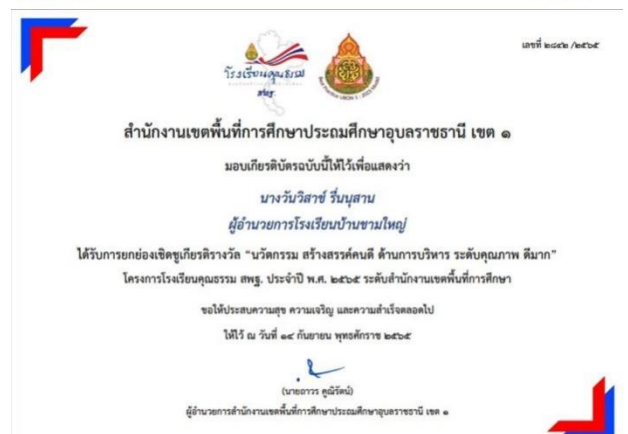 เลขที่ ๒๘๔๒ /๒๕๖๕
โรงเรียนคุณธรรม
สพฐ.
สำนักงานเขตพื้นที่การศึกษาประถมศึกษาอุบลราชธานี เขต ๑
มอบเกียรติบัตรฉบับนี้ให้ไว้เพื่อแสดงว่า
นางวันวิสาข์ รื่นนุสาน
ผู้อำนวยการโรงเรียนบ้านขามใหญ่
ได้รับการยกย่องเชิดชูเกียรติรางวัล “นวัตกรรม สร้างสรรค์คนดี ด้านการบริหาร ระดับคุณภาพ ดีมาก”
โครงการโรงเรียนคุณธรรม สพฐ. ประจำปี พ.ศ. ๒๕๖๕ ระดับสำนักงานเขตพื้นที่การศึกษา
ขอให้ประสบความสุข ความเจริญ และความสำเร็จตลอดไป
ให้ไว้ ณ วันที่ ๑๔ กันยายน พุทธศักราช ๒๕๖๕
(นายถาวร คูณิรัตน์)
ผู้อำนวยการสำนักงานเขตพื้นที่การศึกษาประถมศึกษาอุบลราชธานี เขต ๑